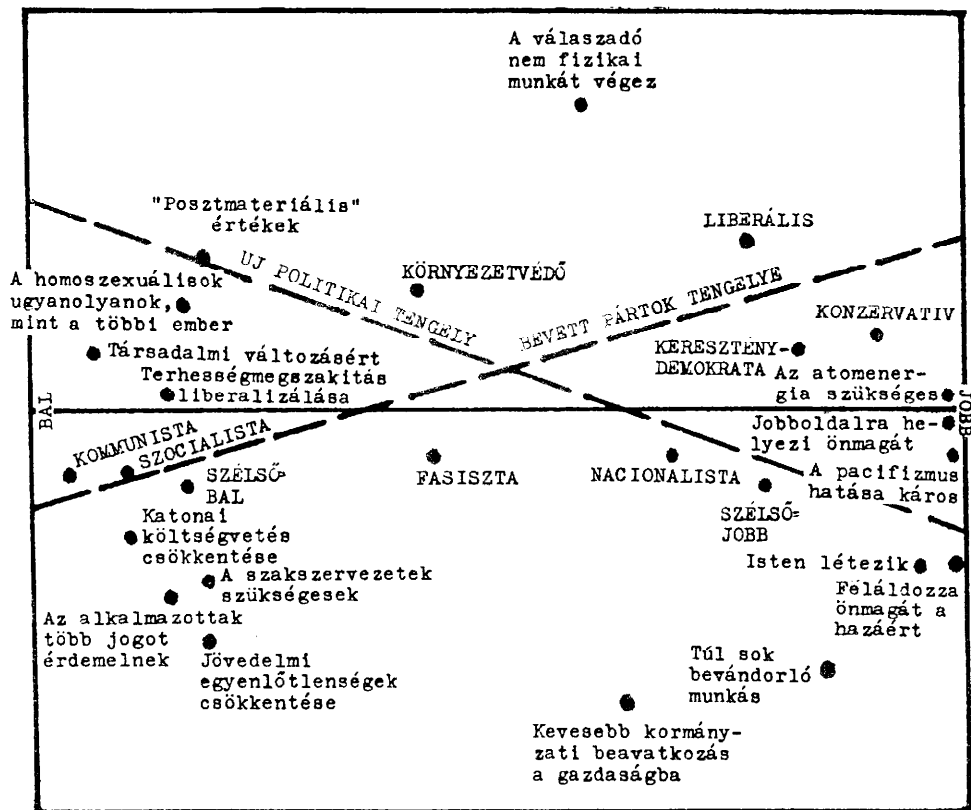 A válaszadó
nem fizikai
munkát végez
"Posztmateriális"
értékek
LIBERÁLIS
UJ POLITIKAI TENGELY
BEVETT PÁRTOK TENGELYE
KÖRNYEZETVÉDŐ
A homoszexuálisok
ugyanolyanok,
mint a többi ember
KONZERVATIV
KERESZTÉNY-
DEMOKRATA
Társadalmi változásért
Terhességmegszakitás
liberalizálása
Az atomener-
gia szükséges
BAL
JOBB
Jobboldalra he-
lyezi önmagát
KOMMUNISTA
SZOCIALISTA
SZÉLSŐ-
BAL
FASISZTA
NACIONALISTA
A pacifizmus
hatása káros
SZÉLSŐ-
JOBB
Katonai
költségvetés
csökkentése
A szakszervezetek
szükségesek
Isten létezik
Feláldozza
önmagát a
hazáért
Az alkalmazottak
több jogot
érdemelnek
Jövedelmi
egyenlőtlenségek
csökkentése
Túl sok
bevándorló
munkás
Kevesebb kormány-
zati beavatkozás
a gazdaságba